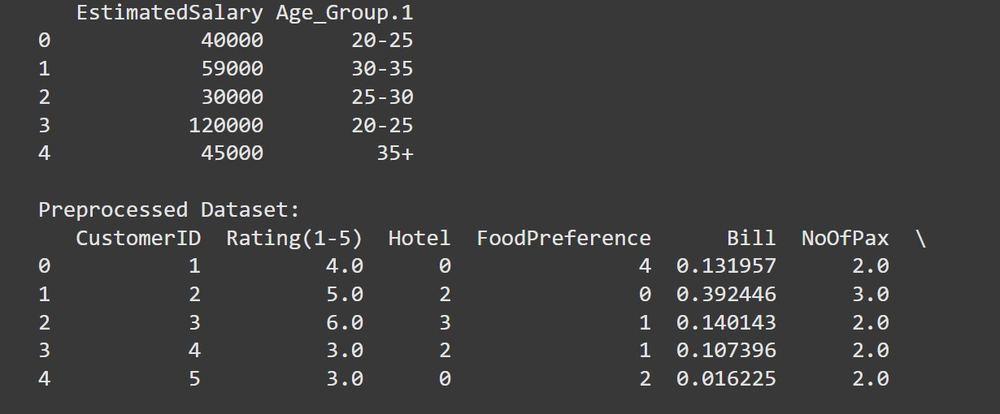 EstimatedSalary Age_Group.1
0            40000       20-25
1            59000       30-35
2            30000       25-30
3           120000       20-25
4            45000         35+
Preprocessed Dataset:
   CustomerID  Rating(1-5)  Hotel  FoodPreference      Bill  NoOfPax  \
0           1          4.0      0               4  0.131957      2.0
1           2          5.0      2               0  0.392446      3.0
2           3          6.0      3               1  0.140143      2.0
3           4          3.0      2               1  0.107396      2.0
4           5          3.0      0               2  0.016225      2.0